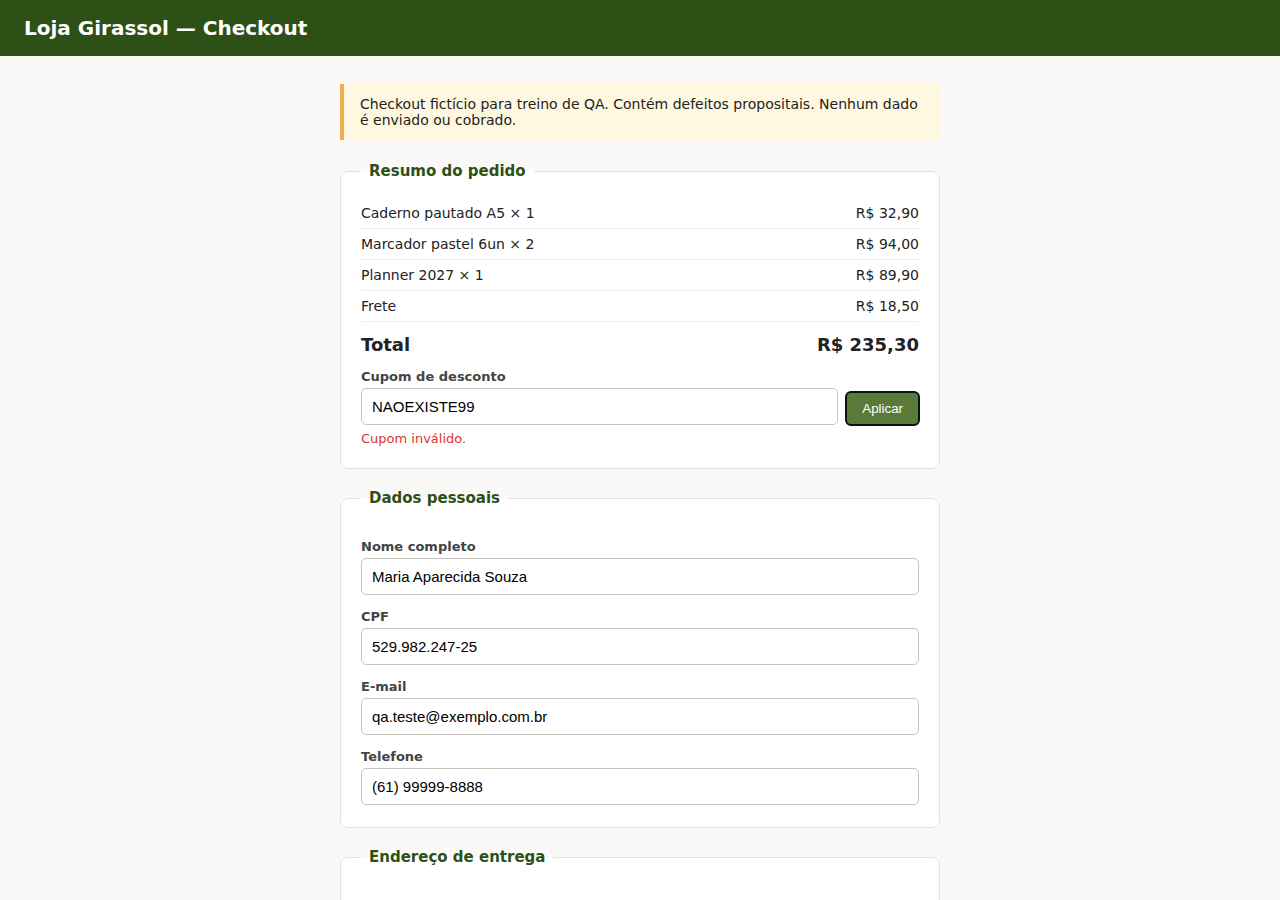 Loja Girassol — Checkout
Checkout fictício para treino de QA. Contém defeitos propositais. Nenhum dado
é enviado ou cobrado.
Resumo do pedido
Caderno pautado A5 × 1 R$ 32,90
Marcador pastel 6un × 2 R$ 94,00
Planner 2027 × 1 R$ 89,90
Frete R$ 18,50
Total R$ 235,30
Cupom de desconto
NAOEXISTE99 Aplicar
Cupom inválido.
Dados pessoais
Nome completo
Maria Aparecida Souza
CPF
529.982.247-25
E-mail
qa.teste@exemplo.com.br
Telefone
(61) 99999-8888
Endereço de entrega